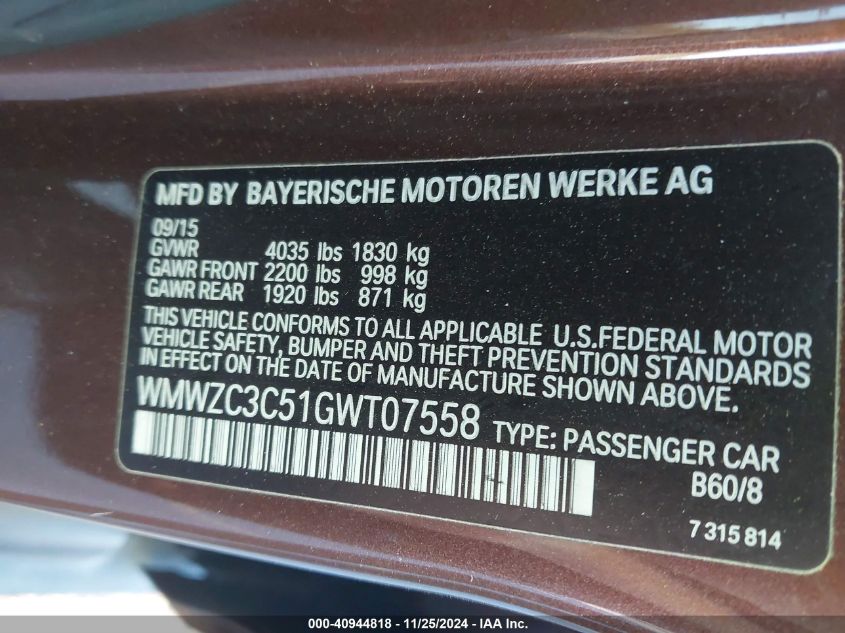 MFD BY BAYERISCHE MOTOREN WERKE AG
09/15
GVWR 4035 lbs 1830 kg
GAWR FRONT 2200 lbs 998 kg
GAWR REAR 1920 lbs 871 kg
THIS VEHICLE CONFORMS TO ALL APPLICABLE U.S.FEDERAL MOTOR
VEHICLE SAFETY, BUMPER AND THEFT PREVENTION STANDARDS
IN EFFECT ON THE DATE OF MANUFACTURE SHOWN ABOVE.
WMWZC3C51GWT07558 TYPE: PASSENGER CAR
B60/8
7 315 814
000-40944818 - 11/25/2024 - IAA, Inc.